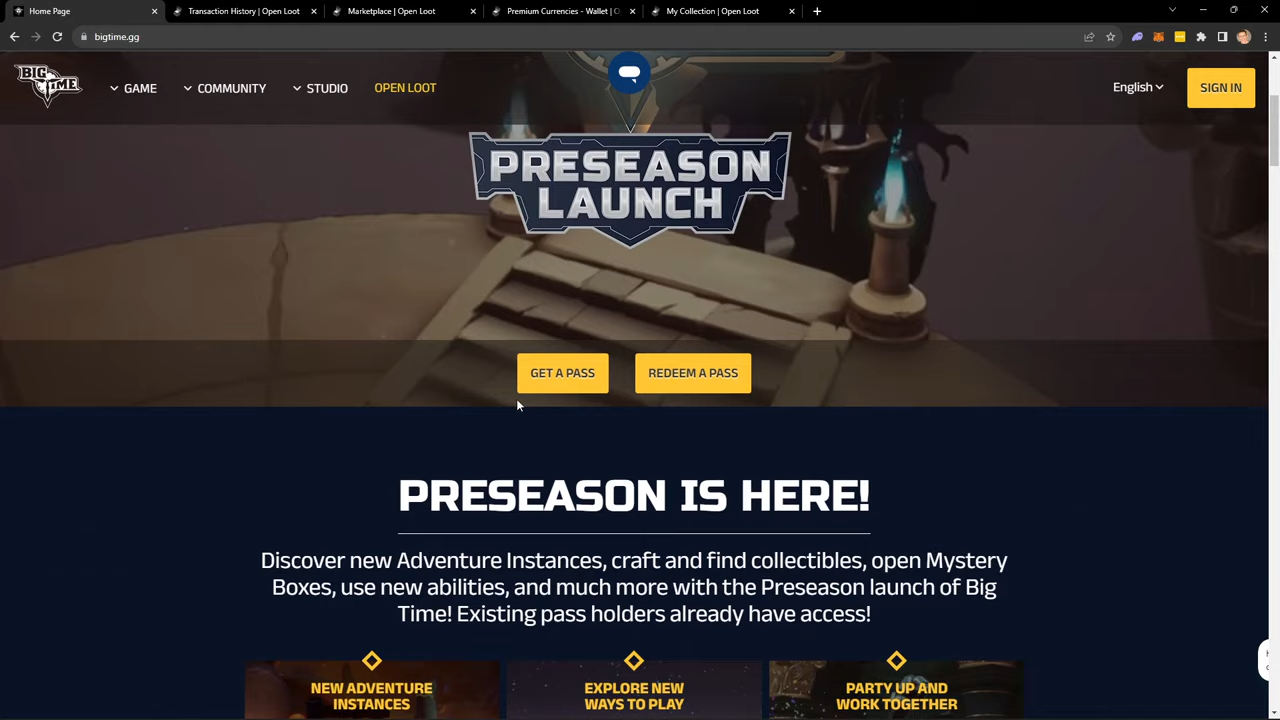 Home Page
Transaction History | Open Loot
Marketplace | Open Loot
Premium Currencies - Wallet | O
My Collection | Open Loot
bigtime.gg
BIG TIME
GAME
COMMUNITY
STUDIO
OPEN LOOT
English
SIGN IN
PRESEASON
LAUNCH
GET A PASS
REDEEM A PASS
PRESEASON IS HERE!
Discover new Adventure Instances, craft and find collectibles, open Mystery
Boxes, use new abilities, and much more with the Preseason launch of Big
Time! Existing pass holders already have access!
NEW ADVENTURE
INSTANCES
EXPLORE NEW
WAYS TO PLAY
PARTY UP AND
WORK TOGETHER